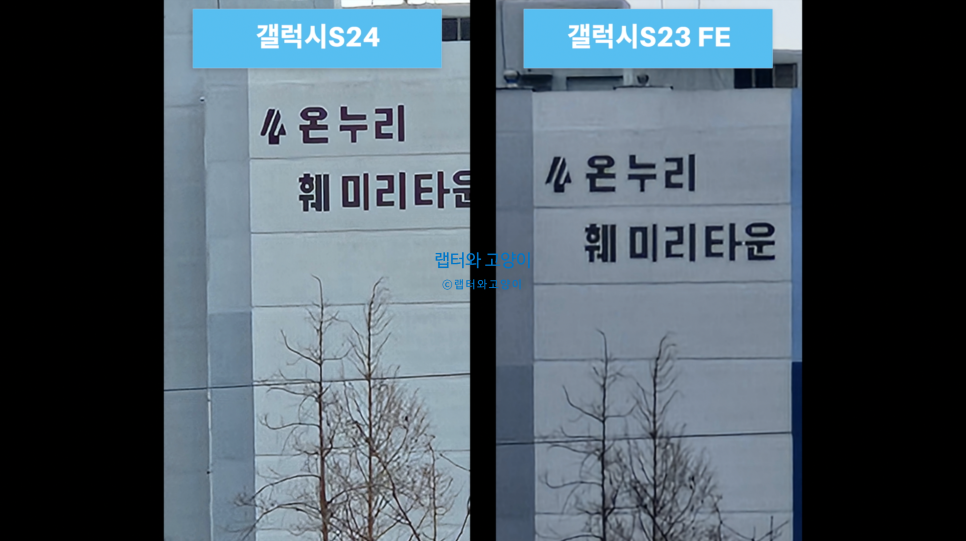 갤럭시S24
온누리
훼미리타운
갤럭시S23 FE
온누리
훼미리타운
랩터와 고양이
©랩터와고양이